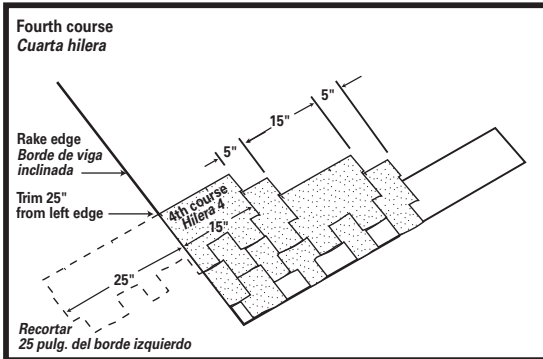 Fourth course
Cuarta hilera
5"
15"
5"
Rake edge
Borde de viga
inclinada
Trim 25"
from left edge
4th course
Hilera 4
15"
25"
Recortar
25 pulg. del borde izquierdo